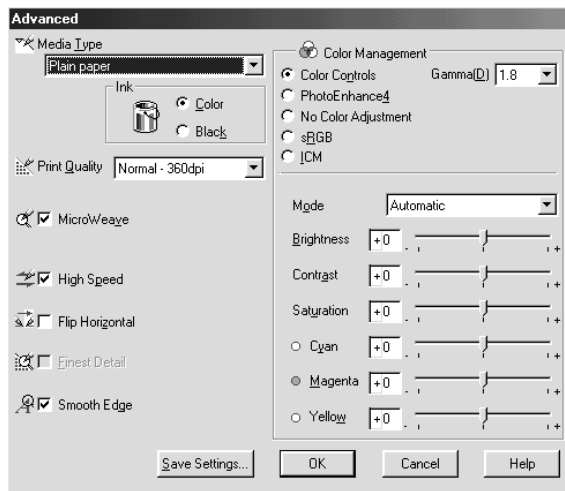 Advanced
Media Type
Plain paper
Ink
Color
Black
Print Quality Normal - 360dpi
MicroWeave
High Speed
Flip Horizontal
Finest Detail
Smooth Edge
Color Management
Color Controls Gamma(D) 1.8
PhotoEnhance4
No Color Adjustment
sRGB
ICM
Mode Automatic
Brightness +0 - +
Contrast +0 - +
Saturation +0 - +
Cyan +0 - +
Magenta +0 - +
Yellow +0 - +
Save Settings... OK Cancel Help